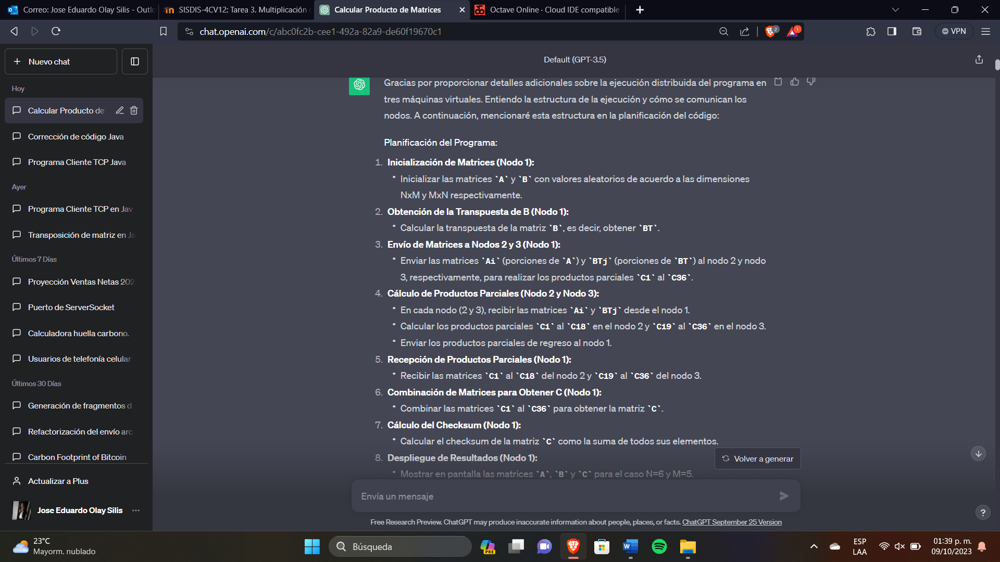 Correo: Jose Eduardo Olay Silis - Outlo
SISDIS-4CV12: Tarea 3. Multiplicación
Calcular Producto de Matrices
Octave Online · Cloud IDE compatible
chat.openai.com/c/abc0fc2b-cee1-492a-82a9-de60f19670c1
2
1
VPN
Nuevo chat
Default (GPT-3.5)
Hoy
Calcular Producto de
Corrección de código Java
Programa Cliente TCP Java
Ayer
Programa Cliente TCP en Jav
Transposición de matriz en Ja
Últimos 7 Días
Proyección Ventas Netas 202
Puerto de ServerSocket
Calculadora huella carbono.
Usuarios de telefonía celular
Últimos 30 Días
Generación de fragmentos d
Refactorización del envío arc
Carbon Footprint of Bitcoin
Actualizar a Plus
Jose Eduardo Olay Silis
Gracias por proporcionar detalles adicionales sobre la ejecución distribuida del programa en
tres máquinas virtuales. Entiendo la estructura de la ejecución y cómo se comunican los
nodos. A continuación, mencionaré esta estructura en la planificación del código:
Planificación del Programa:
1. Inicialización de Matrices (Nodo 1):
• Inicializar las matrices `A` y `B` con valores aleatorios de acuerdo a las dimensiones
NxM y MxN respectivamente.
2. Obtención de la Transpuesta de B (Nodo 1):
• Calcular la transpuesta de la matriz `B`, es decir, obtener `BT`.
3. Envío de Matrices a Nodos 2 y 3 (Nodo 1):
• Enviar las matrices `Ai` (porciones de `A`) y `BTj` (porciones de `BT`) al nodo 2 y nodo
3, respectivamente, para realizar los productos parciales `C1` al `C36`.
4. Cálculo de Productos Parciales (Nodo 2 y Nodo 3):
• En cada nodo (2 y 3), recibir las matrices `Ai` y `BTj` desde el nodo 1.
• Calcular los productos parciales `C1` al `C18` en el nodo 2 y `C19` al `C36` en el nodo 3.
• Enviar los productos parciales de regreso al nodo 1.
5. Recepción de Productos Parciales (Nodo 1):
• Recibir las matrices `C1` al `C18` del nodo 2 y `C19` al `C36` del nodo 3.
6. Combinación de Matrices para Obtener C (Nodo 1):
• Combinar las matrices `C1` al `C36` para obtener la matriz `C`.
7. Cálculo del Checksum (Nodo 1):
• Calcular el checksum de la matriz `C` como la suma de todos sus elementos.
8. Despliegue de Resultados (Nodo 1):
• Mostrar en pantalla las matrices `A`, `B` y `C` para el caso N=6 y M=5.
Volver a generar
Envía un mensaje
Free Research Preview. ChatGPT may produce inaccurate information about people, places, or facts. ChatGPT September 25 Version
?
23°C
Mayorm. nublado
Búsqueda
PRE
ESP
LAA
01:39 p. m.
09/10/2023